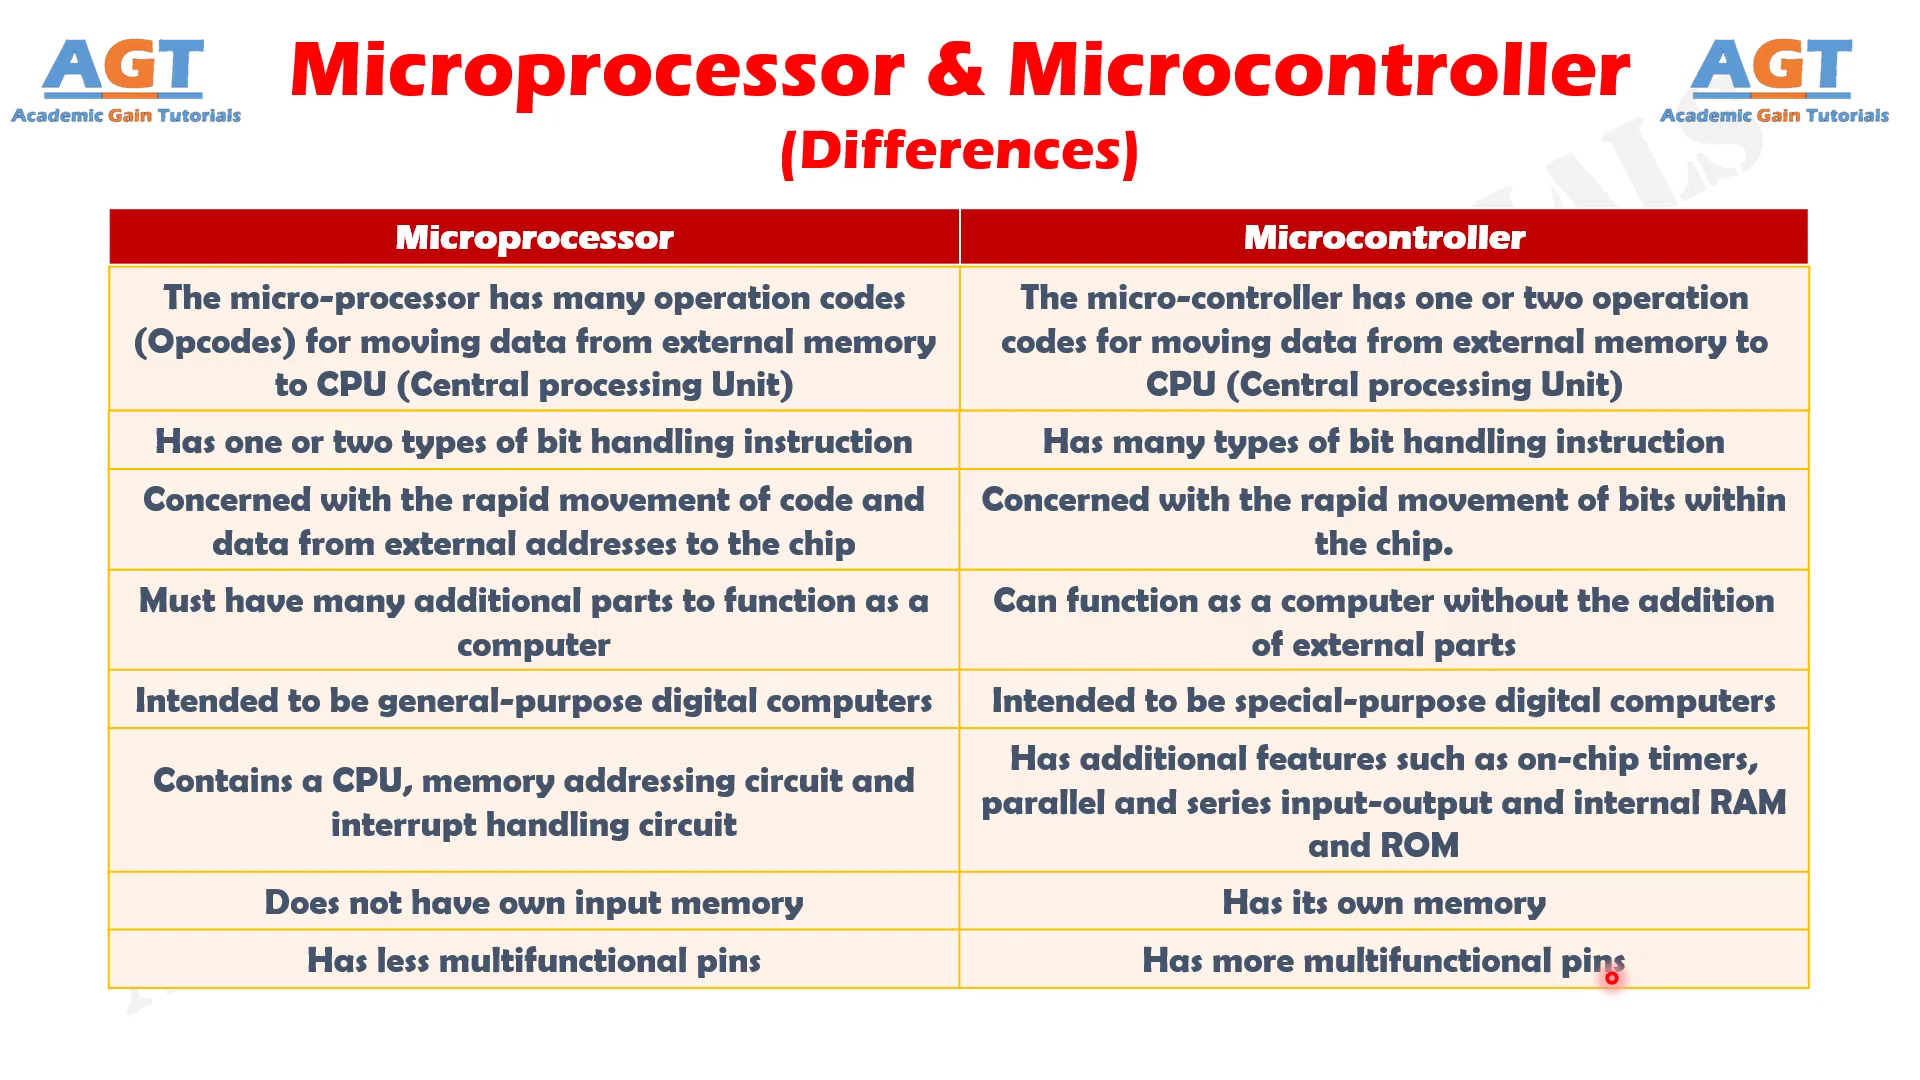 AGT
Academic Gain Tutorials
Microprocessor & Microcontroller
(Differences)
AGT
Academic Gain Tutorials
Microprocessor
Microcontroller
The micro-processor has many operation codes
(Opcodes) for moving data from external memory
to CPU (Central processing Unit)
The micro-controller has one or two operation
codes for moving data from external memory to
CPU (Central processing Unit)
Has one or two types of bit handling instruction
Has many types of bit handling instruction
Concerned with the rapid movement of code and
data from external addresses to the chip
Concerned with the rapid movement of bits within
the chip.
Must have many additional parts to function as a
computer
Can function as a computer without the addition
of external parts
Intended to be general-purpose digital computers
Intended to be special-purpose digital computers
Contains a CPU, memory addressing circuit and
interrupt handling circuit
Has additional features such as on-chip timers,
parallel and series input-output and internal RAM
and ROM
Does not have own input memory
Has its own memory
Has less multifunctional pins
Has more multifunctional pins